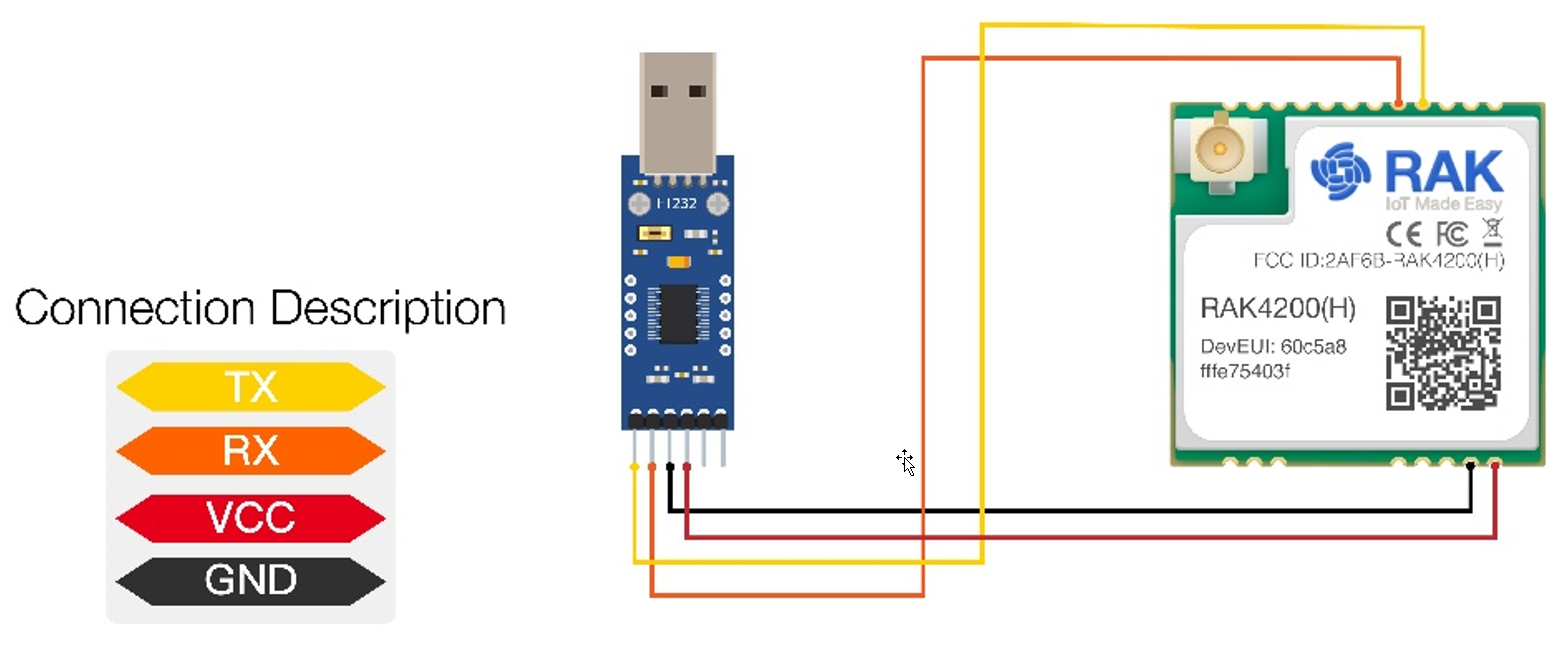 Connection Description
TX
RX
VCC
GND
RAK
IoT Made Easy
CE FC
FCC ID:2AF6B-RAK4200(H)
RAK4200(H)
DevEUI: 60c5a8
fffe75403f